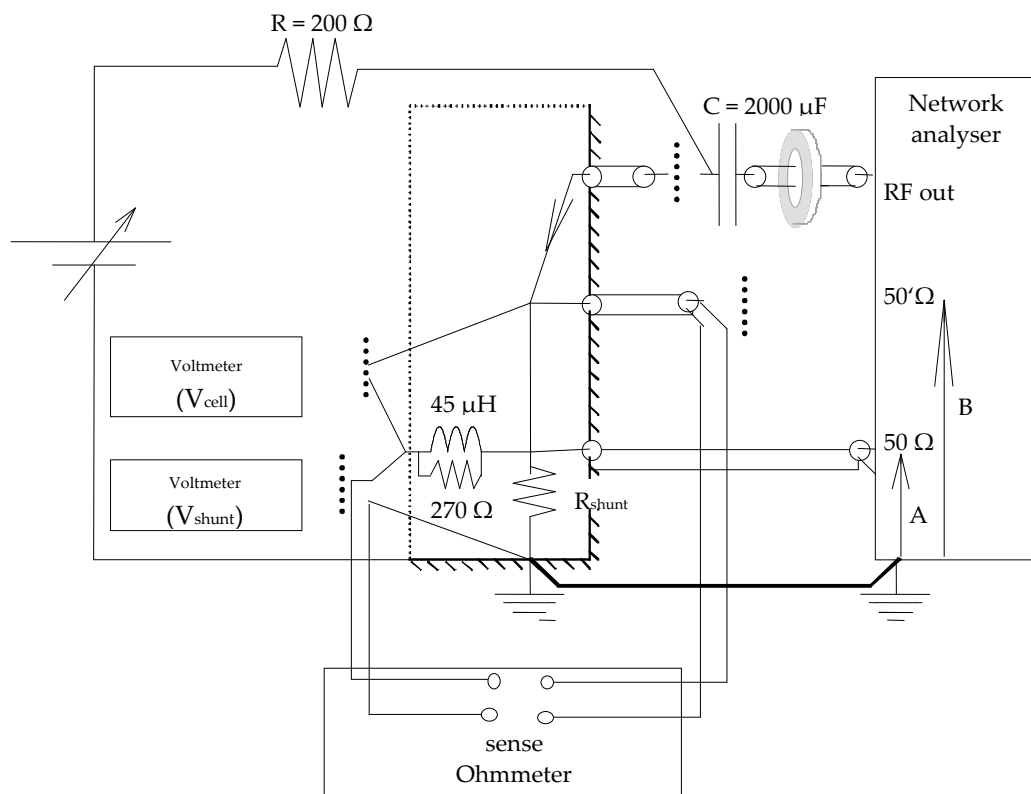 R = 200 Ω
C = 2000 µF
Network
analyser
RF out
50‘Ω
Voltmeter
(Vcell)
45 µH
B
50 Ω
Voltmeter
(Vshunt)
270 Ω
Rshunt
A
sense
Ohmmeter